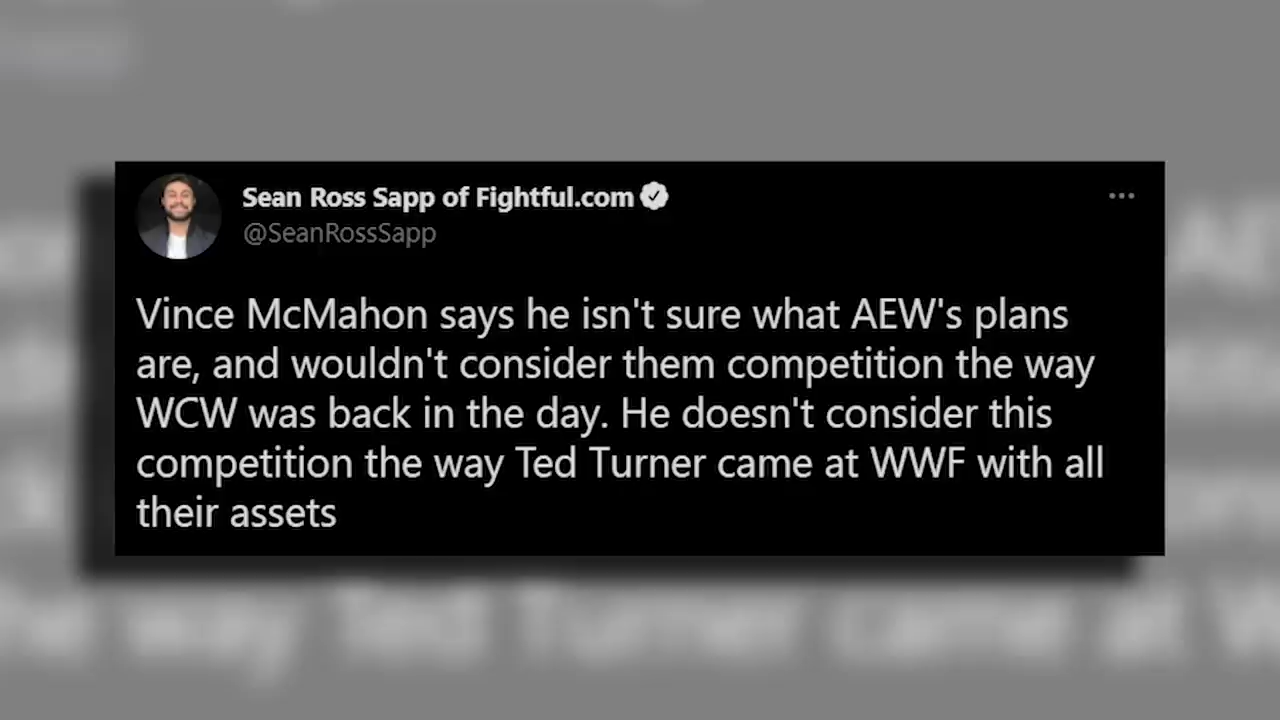 Sean Ross Sapp of Fightful.com
@SeanRossSapp
Vince McMahon says he isn't sure what AEW's plans
are, and wouldn't consider them competition the way
WCW was back in the day. He doesn't consider this
competition the way Ted Turner came at WWF with all
their assets